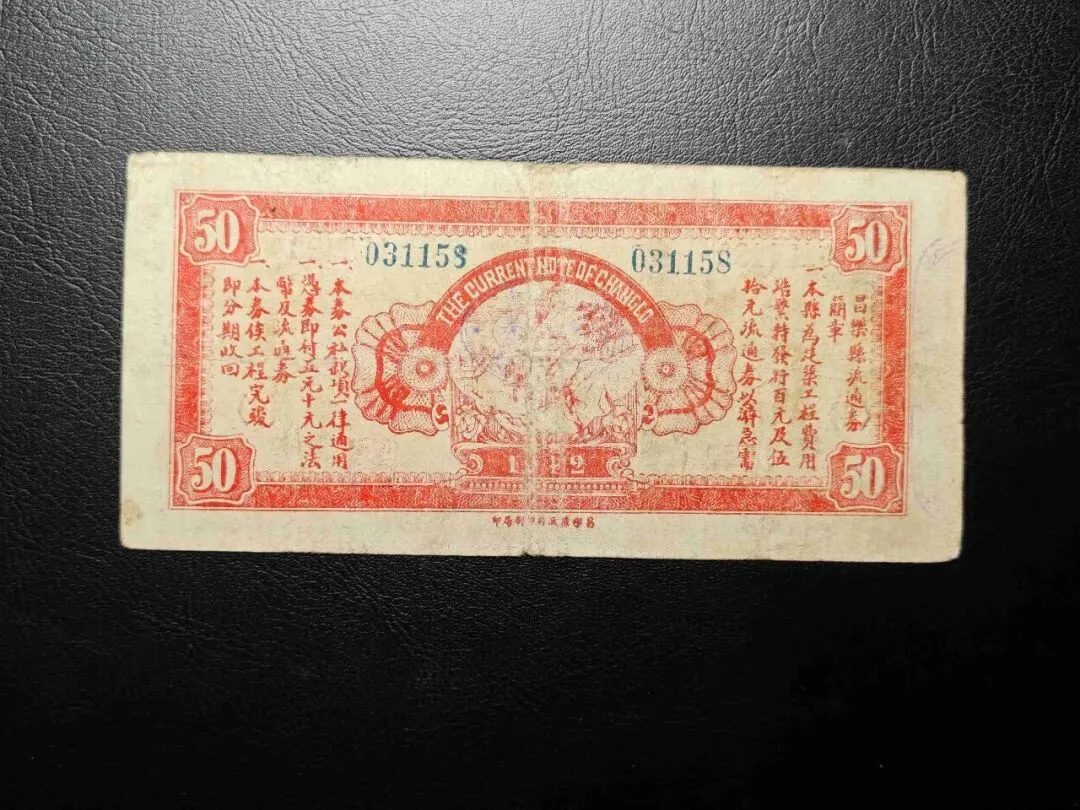 50
50
031158
031158
THE CURRENT NOTE OF CHANGLO
昌樂縣流通券
簡章
一本縣為建築工程費用
浩繁特發行百元及伍
拾元流通券以濟急需
一、本券公私款項一律通用
一憑券即付五元十元之法
幣及流通券
一、本券俟工程完竣
即分期收回
50
50